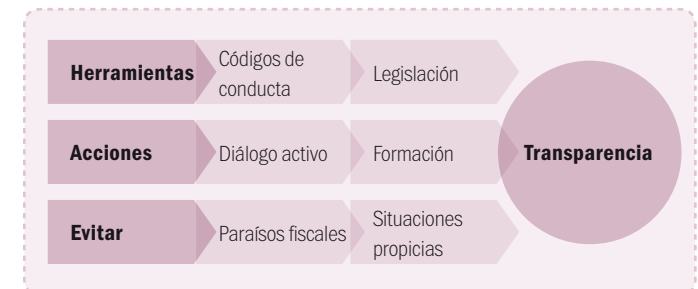 Herramientas
Códigos de
conducta
Legislación
Acciones
Diálogo activo
Formación
Transparencia
Evitar
Paraísos fiscales
Situaciones
propicias